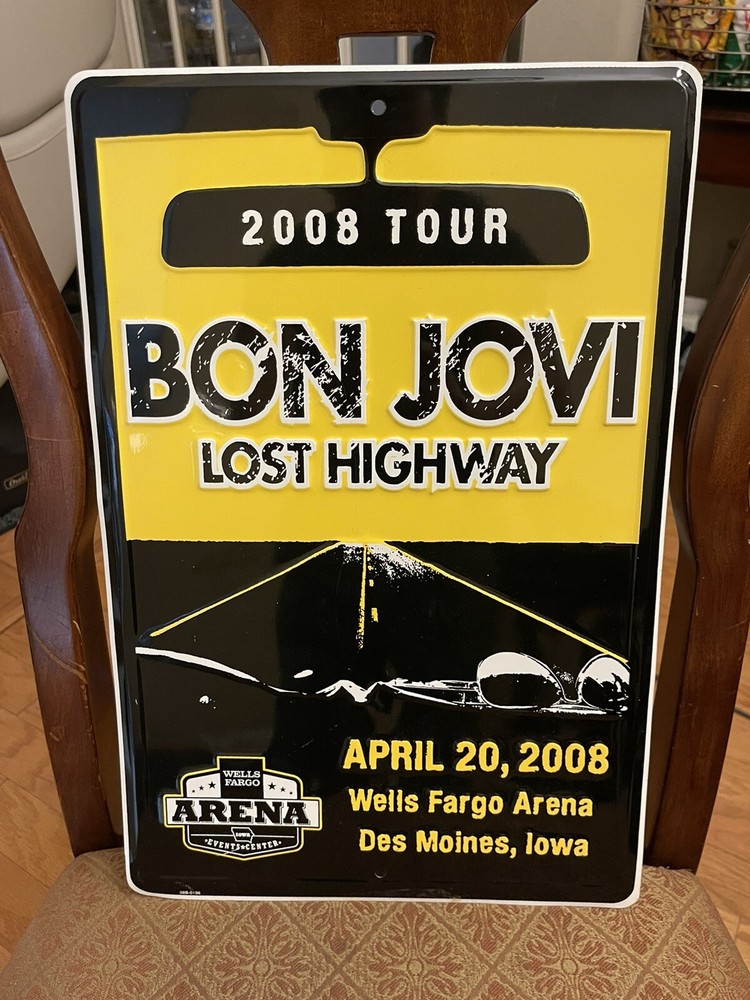 2008 TOUR
BON JOVI
LOST HIGHWAY
APRIL 20, 2008
Wells Fargo Arena
Des Moines, Iowa
WELLS
FARGO
ARENA
IOWA
EVENTS★CENTER